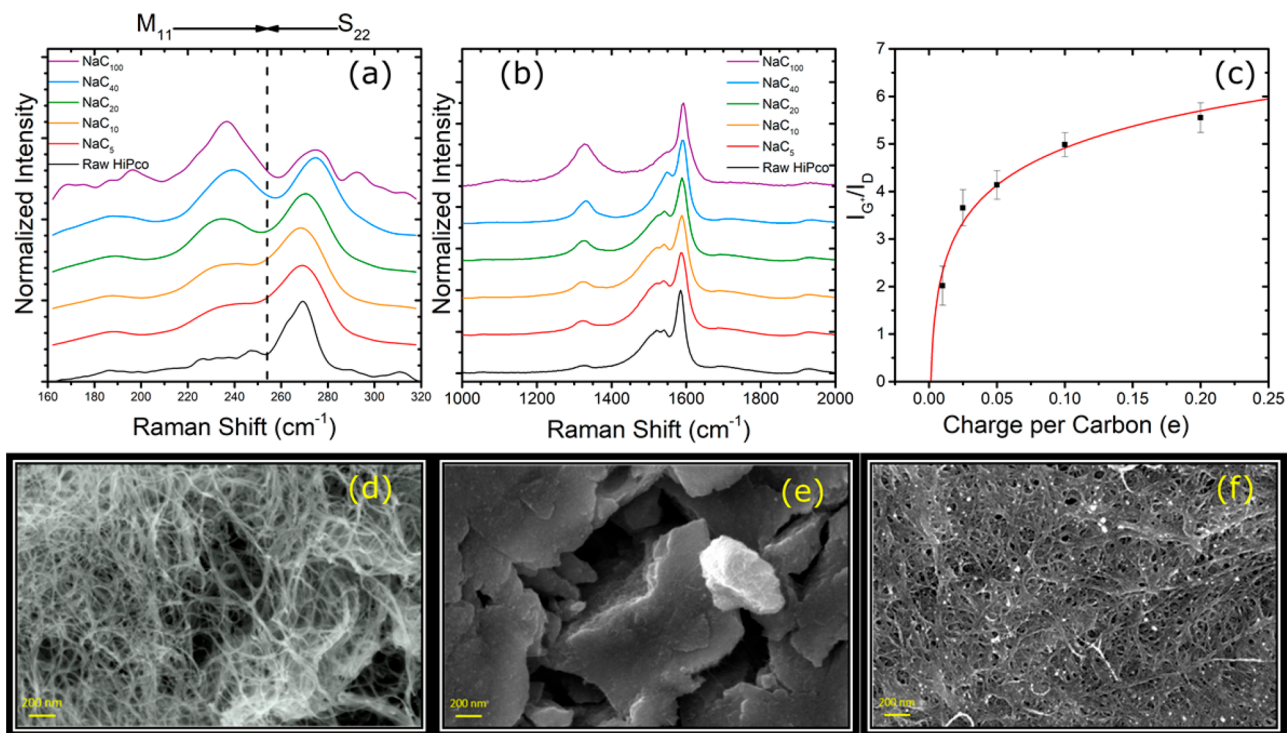 M11 S22
(a)
NaC100
NaC40
NaC20
NaC10
NaC5
Raw HiPco
Normalized Intensity
160 180 200 220 240 260 280 300 320
Raman Shift (cm-1)
(b)
NaC100
NaC40
NaC20
NaC10
NaC5
Raw HiPco
Normalized Intensity
1000 1200 1400 1600 1800 2000
Raman Shift (cm-1)
(c)
IG+/ID
7
6
5
4
3
2
1
0
0.00 0.05 0.10 0.15 0.20 0.25
Charge per Carbon (e)
(d)
200 nm
(e)
200 nm
(f)
200 nm